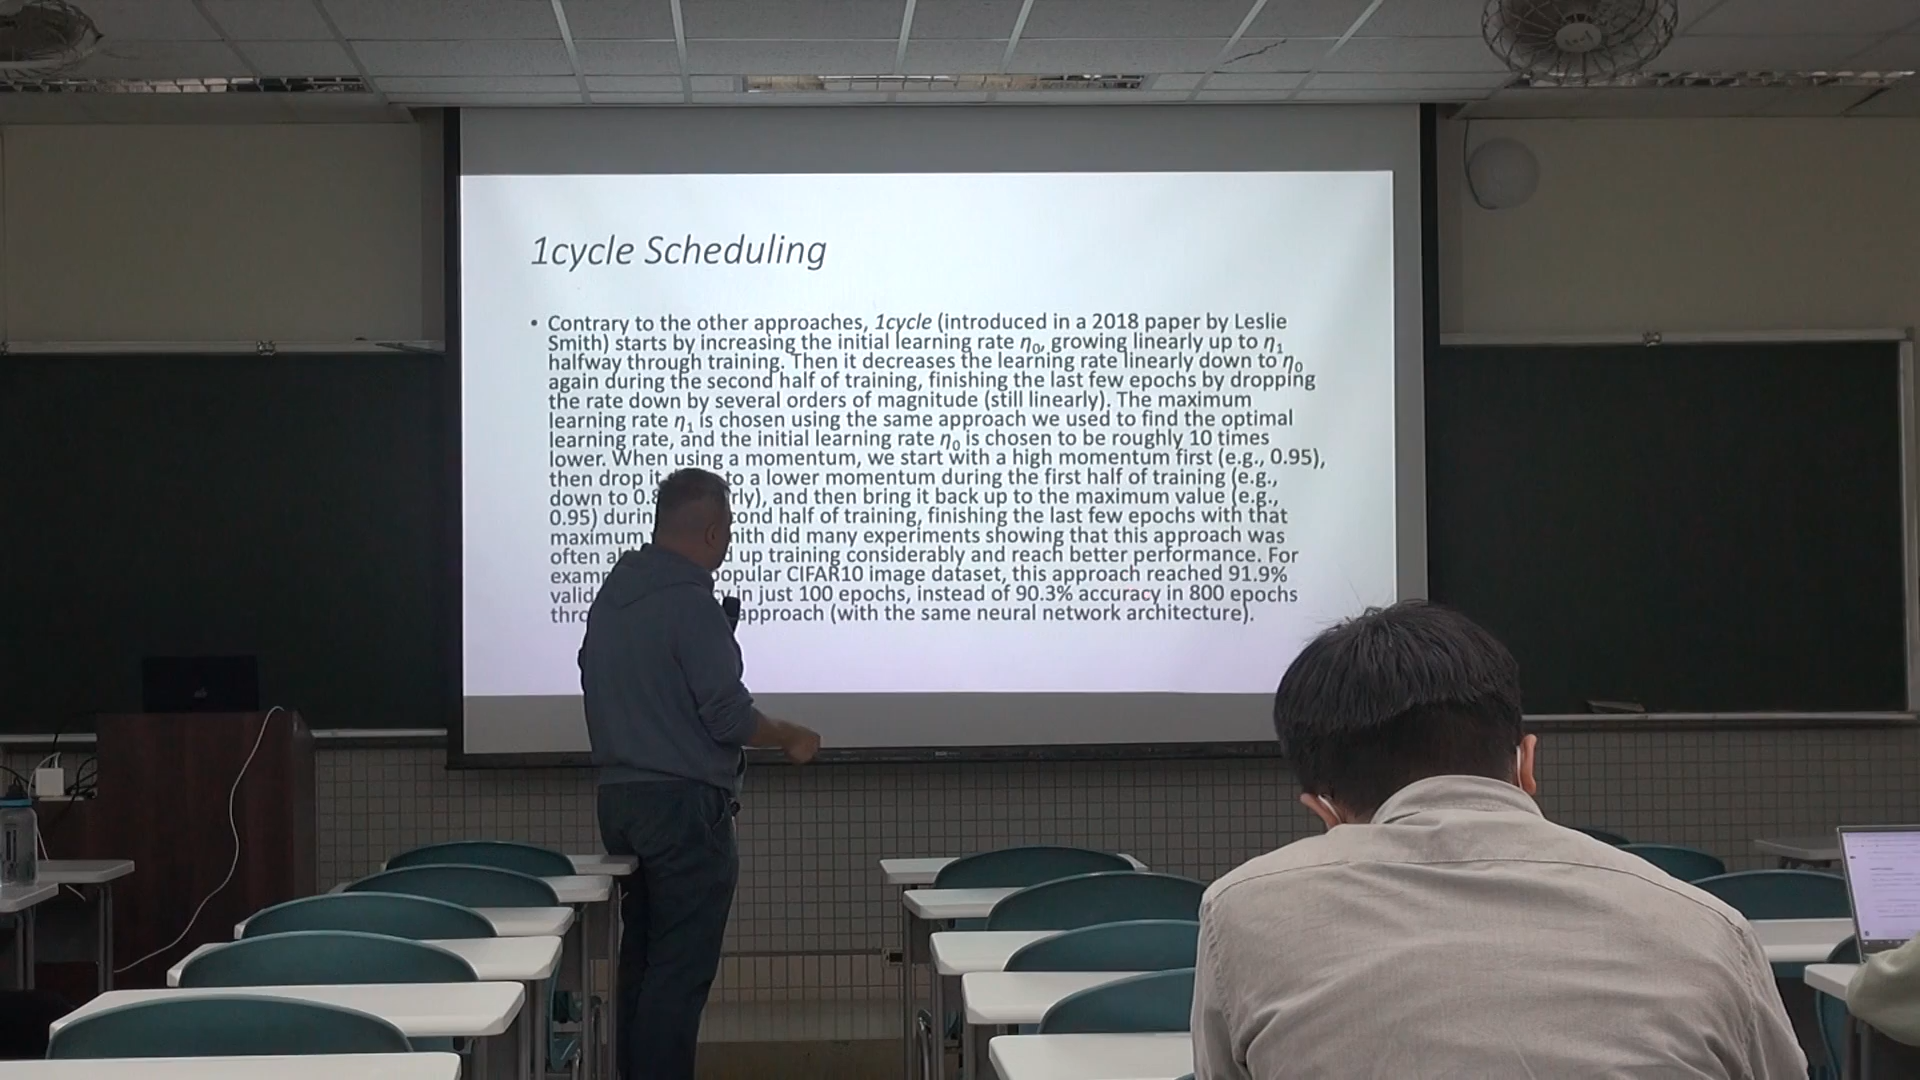 1cycle Scheduling
• Contrary to the other approaches, 1cycle (introduced in a 2018 paper by Leslie
Smith) starts by increasing the initial learning rate η₀, growing linearly up to η₁
halfway through training. Then it decreases the learning rate linearly down to η₀
again during the second half of training, finishing the last few epochs by dropping
the rate down by several orders of magnitude (still linearly). The maximum
learning rate η₁ is chosen using the same approach we used to find the optimal
learning rate, and the initial learning rate η₀ is chosen to be roughly 10 times
lower. When using a momentum, we start with a high momentum first (e.g., 0.95),
then drop it to a lower momentum during the first half of training (e.g.,
down to and then bring it back up to the maximum value (e.g.,
0.95) half of training, finishing the last few epochs with that
maximum did many experiments showing that this approach was
often up training considerably and reach better performance. For
CIFAR10 image dataset, this approach reached 91.9%
in just 100 epochs, instead of 90.3% accuracy in 800 epochs
approach (with the same neural network architecture).